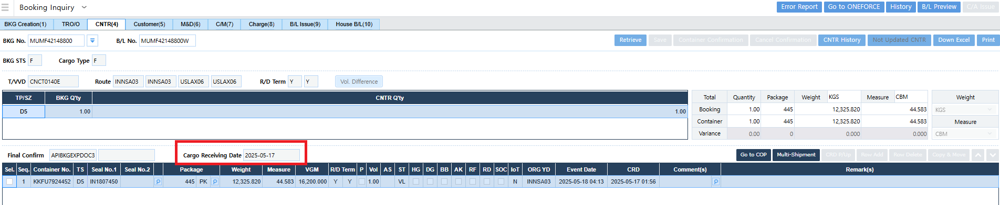 Booking Inquiry Error Report Go to ONEFORCE History B/L Preview C/A Issue
BKG Creation(1) TRO/O CNTR(4) Customer(5) M&D(6) C/M(7) Charge(8) B/L Issue(9) House B/L(10)
BKG No. MUMF42148800 B/L No. MUMF42148800W Retrieve Save Container Confirmation Cancel Confirmation CNTR History Not Updated CNTR Down Excel Print
BKG STS F Cargo Type F
T/VVD CNCT0140E Route INNSA03 INNSA03 USLAX06 USLAX06 R/D Term Y Y Vol. Difference
TP/SZ BKG Q'ty CNTR Q'ty
D5 1.00 1.00
Total Quantity Package Weight KGS Measure CBM
Booking 1.00 445 12,325.820 44.583
Container 1.00 445 12,325.820 44.583
Variance 0.00 0 0.000 0.000
Weight
KGS
Measure
CBM
Final Confirm APIBKGEXPDOC3 Cargo Receiving Date 2025-05-17 Go to COP Multi-Shipment CRD P/Up Row Add Row Delete Copy & Move
Sel. Seq. Container No. TS Seal No.1 Seal No.2 Package Weight Measure VGM R/D Term P Vol AS ST HG DG BB AK RF RD SOC IoT ORG YD Event Date CRD Comment(s) Remark(s)
1 KKFU7924452 D5 IN1807450 445 PK 12,325.820 44.583 16,200.000 Y Y 1.00 VL N INNSA03 2025-05-18 04:13 2025-05-17 01:56